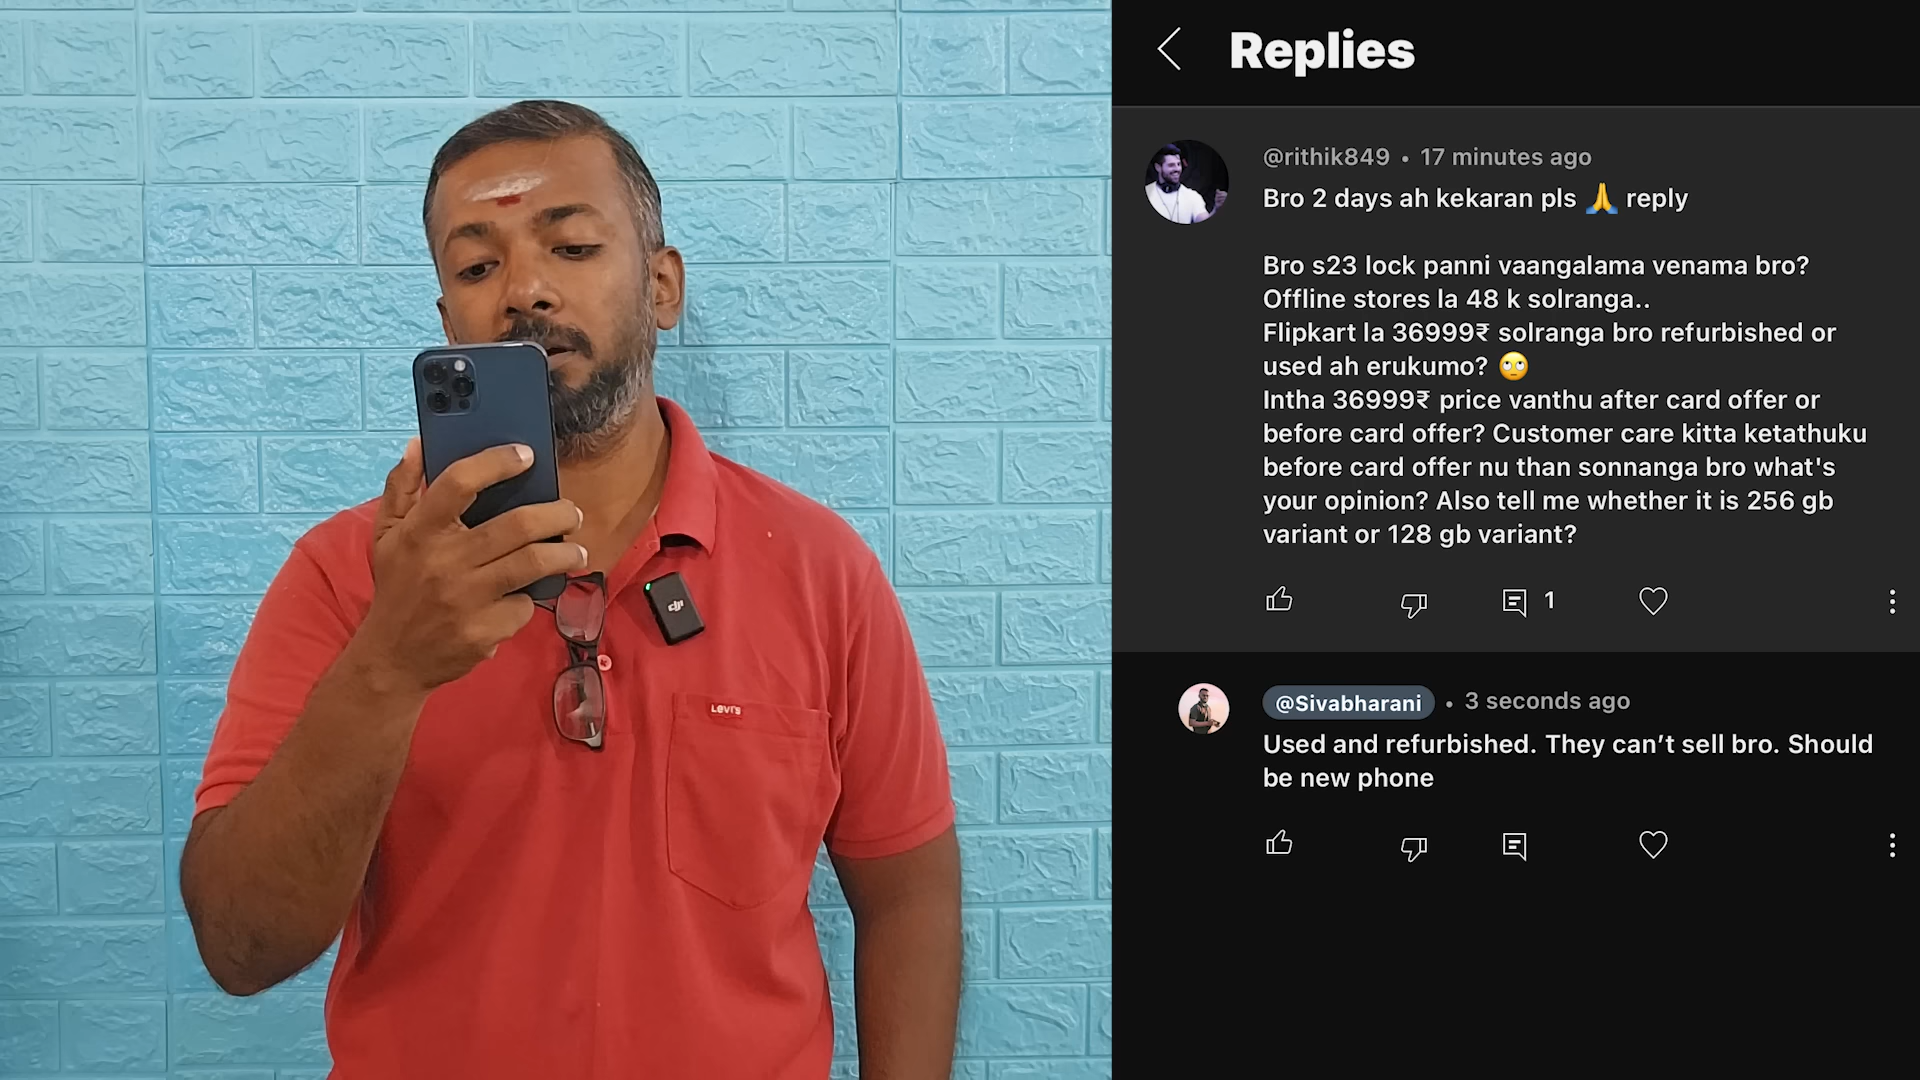 Replies
@rithik849 • 17 minutes ago
Bro 2 days ah kekaran pls 🙏 reply
Bro s23 lock panni vaangalama venama bro?
Offline stores la 48 k solranga..
Flipkart la 36999₹ solranga bro refurbished or
used ah erukumo? 🙄
Intha 36999₹ price vanthu after card offer or
before card offer? Customer care kitta ketathuku
before card offer nu than sonnanga bro what's
your opinion? Also tell me whether it is 256 gb
variant or 128 gb variant?
1
@Sivabharani • 3 seconds ago
Used and refurbished. They can’t sell bro. Should
be new phone
dji
Levi's